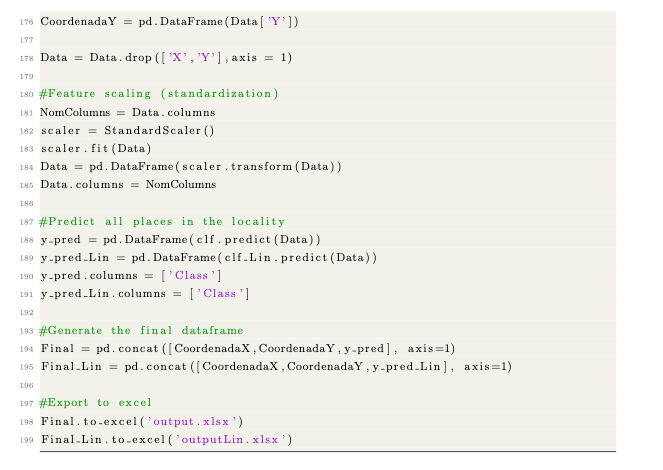 176 CoordenadaY = pd.DataFrame(Data['Y'])
177
178 Data = Data.drop(['X','Y'],axis = 1)
179
180 #Feature scaling (standardization)
181 NomColumns = Data.columns
182 scaler = StandardScaler()
183 scaler.fit(Data)
184 Data = pd.DataFrame(scaler.transform(Data))
185 Data.columns = NomColumns
186
187 #Predict all places in the locality
188 y_pred = pd.DataFrame(clf.predict(Data))
189 y_pred_Lin = pd.DataFrame(clf_Lin.predict(Data))
190 y_pred.columns = ['Class']
191 y_pred_Lin.columns = ['Class']
192
193 #Generate the final dataframe
194 Final = pd.concat([CoordenadaX,CoordenadaY,y_pred], axis=1)
195 Final_Lin = pd.concat([CoordenadaX,CoordenadaY,y_pred_Lin], axis=1)
196
197 #Export to excel
198 Final.to_excel('output.xlsx')
199 Final_Lin.to_excel('outputLin.xlsx')